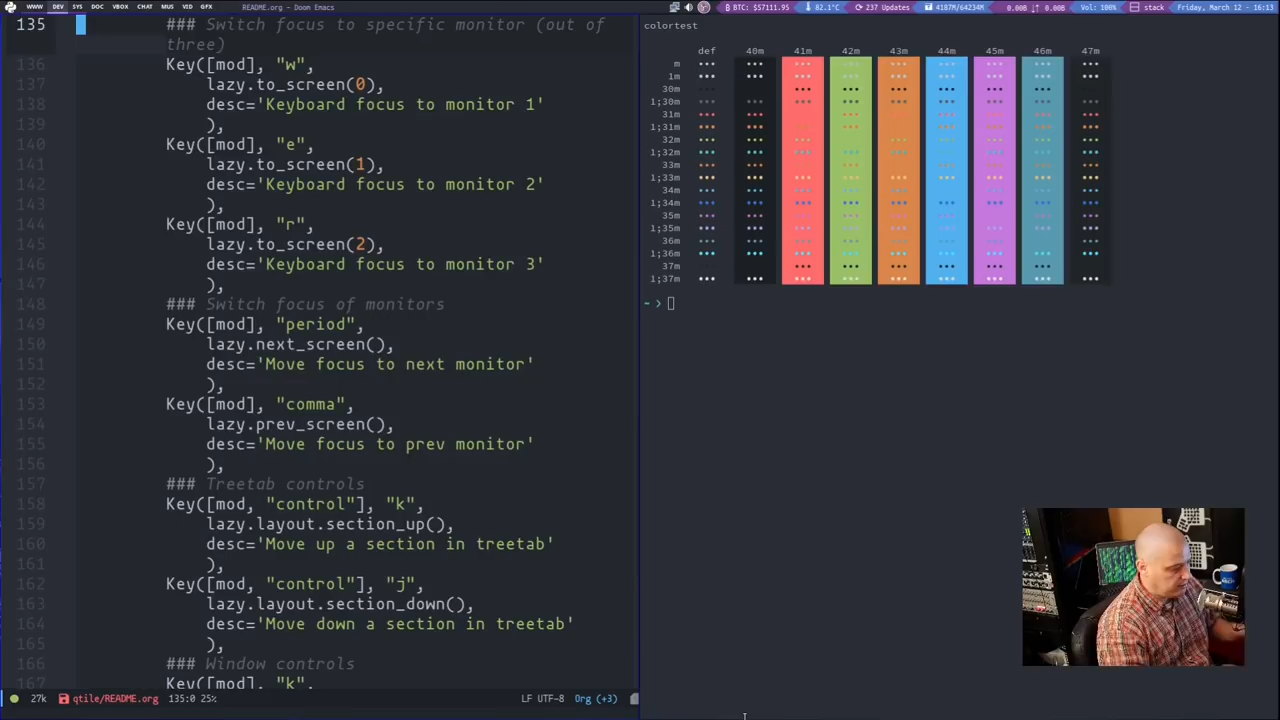 WWW DEV SYS DOC VBOX CHAT MUS VID GFX
README.org - Doom Emacs
BTC: $57111.95
82.1°C
237 Updates
4187M/64234M
0.00B ↓↑ 0.00B
Vol: 100%
stack
Friday, March 12 - 16:13
135 ### Switch focus to specific monitor (out of
three)
136 Key([mod], "w",
137 lazy.to_screen(0),
138 desc='Keyboard focus to monitor 1'
139 ),
140 Key([mod], "e",
141 lazy.to_screen(1),
142 desc='Keyboard focus to monitor 2'
143 ),
144 Key([mod], "r",
145 lazy.to_screen(2),
146 desc='Keyboard focus to monitor 3'
147 ),
148 ### Switch focus of monitors
149 Key([mod], "period",
150 lazy.next_screen(),
151 desc='Move focus to next monitor'
152 ),
153 Key([mod], "comma",
154 lazy.prev_screen(),
155 desc='Move focus to prev monitor'
156 ),
157 ### Treetab controls
158 Key([mod, "control"], "k",
159 lazy.layout.section_up(),
160 desc='Move up a section in treetab'
161 ),
162 Key([mod, "control"], "j",
163 lazy.layout.section_down(),
164 desc='Move down a section in treetab'
165 ),
166 ### Window controls
167 Key([mod], "k",
27k qtile/README.org 135:0 25% LF UTF-8 Org (+3)
colortest
def 40m 41m 42m 43m 44m 45m 46m 47m
m
1m
30m
1;30m
31m
1;31m
32m
1;32m
33m
1;33m
34m
1;34m
35m
1;35m
36m
1;36m
37m
1;37m
~ >